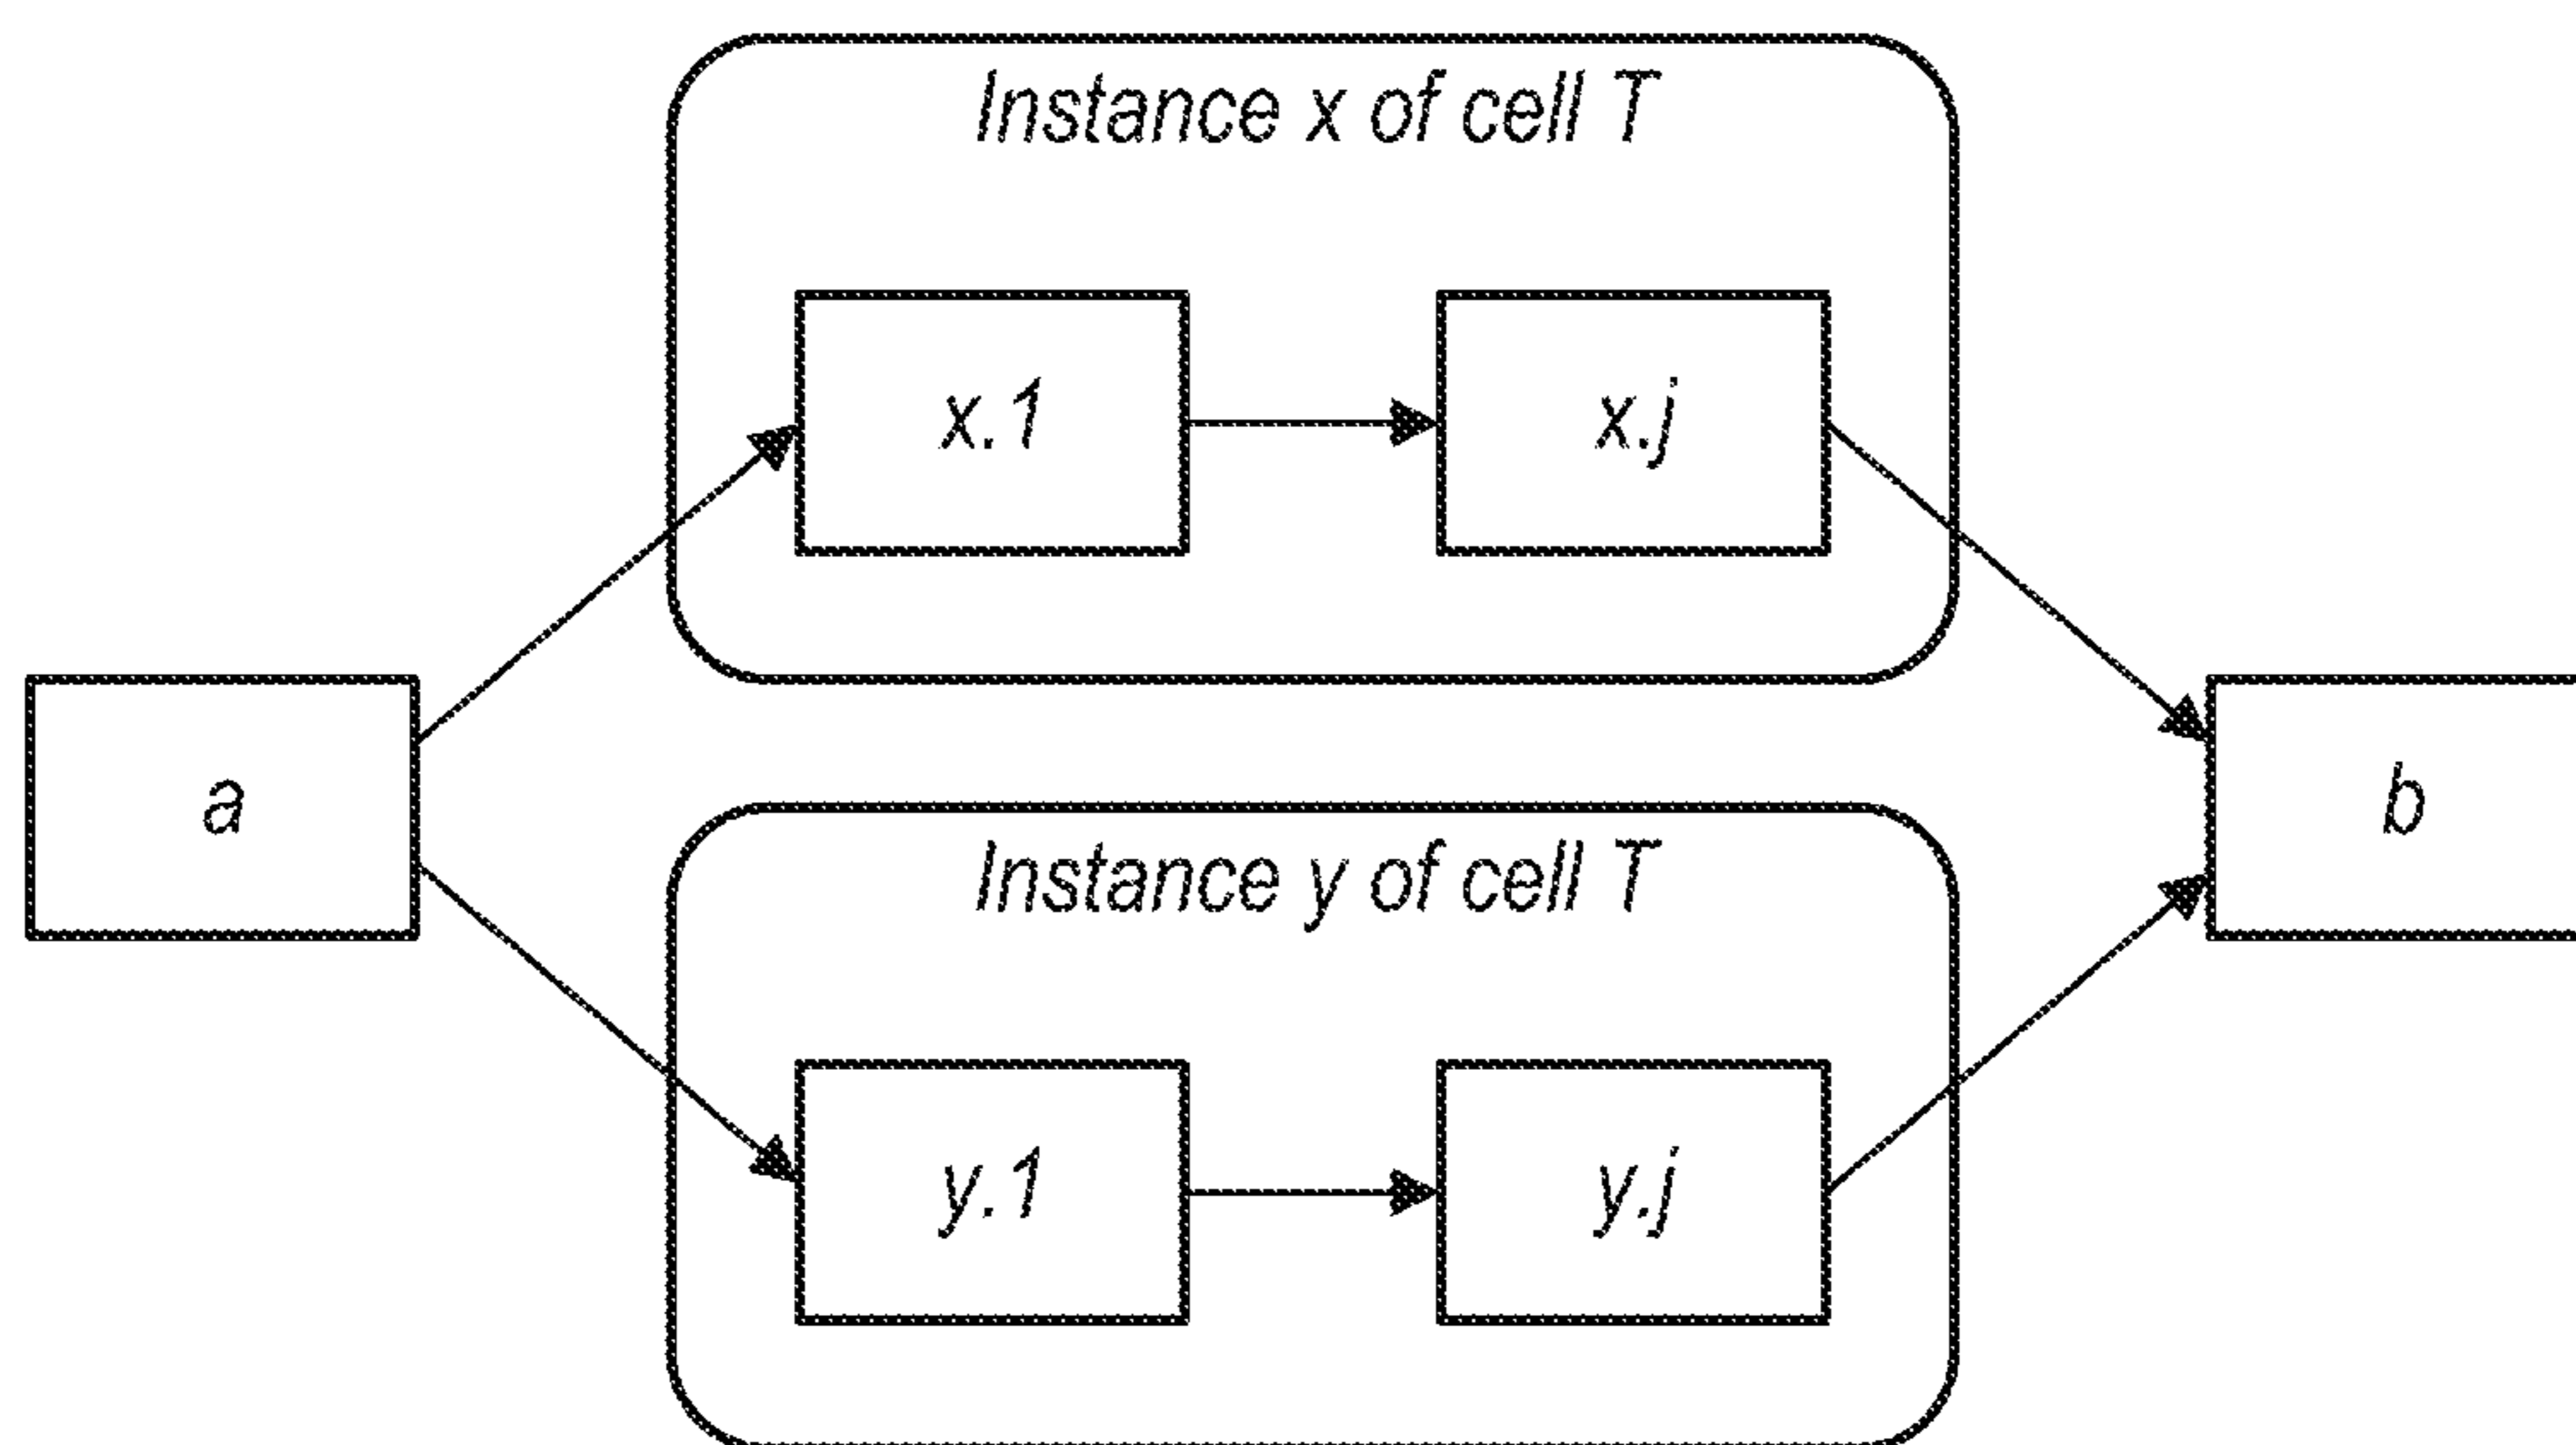 Instance x of cell T
x.1
x.j
a
b
Instance y of cell T
y.1
y.j